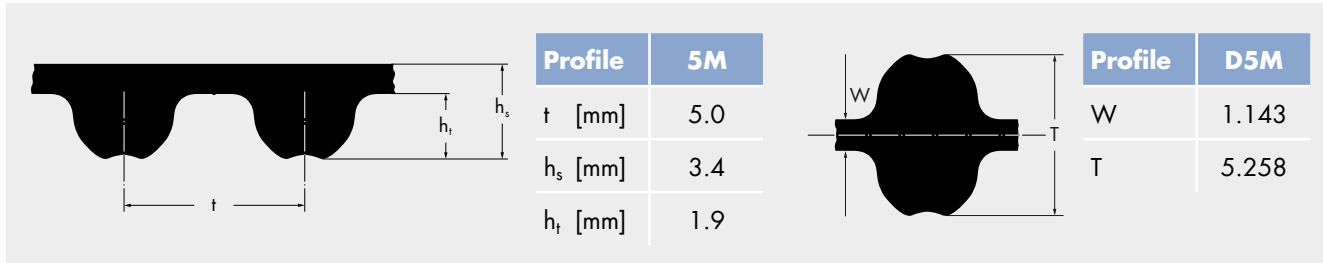 h_t
h_s
t
Profile 5M
t [mm] 5.0
h_s [mm] 3.4
h_t [mm] 1.9
W
T
Profile D5M
W 1.143
T 5.258